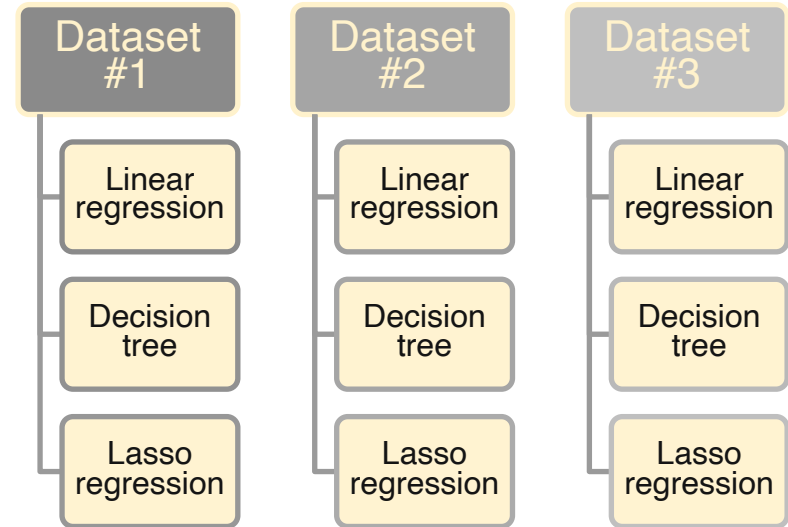 Dataset
#1
Linear
regression
Decision
tree
Lasso
regression
Dataset
#2
Linear
regression
Decision
tree
Lasso
regression
Dataset
#3
Linear
regression
Decision
tree
Lasso
regression